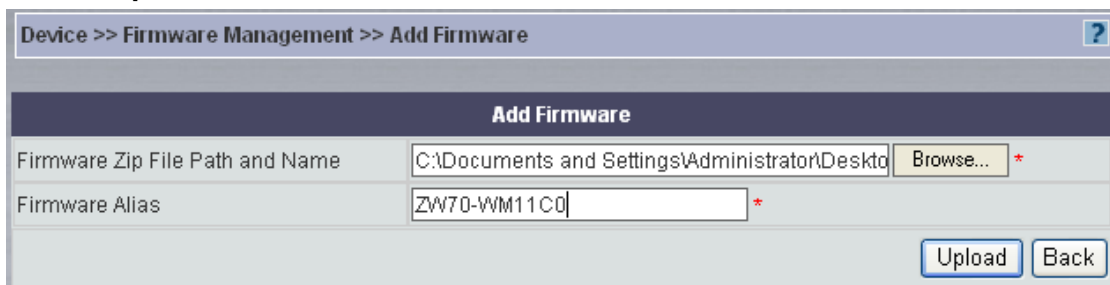 Device >> Firmware Management >> Add Firmware ?
Add Firmware
Firmware Zip File Path and Name C:\Documents and Settings\Administrator\Deskto Browse... *
Firmware Alias ZW70-WM11C0 *
Upload Back